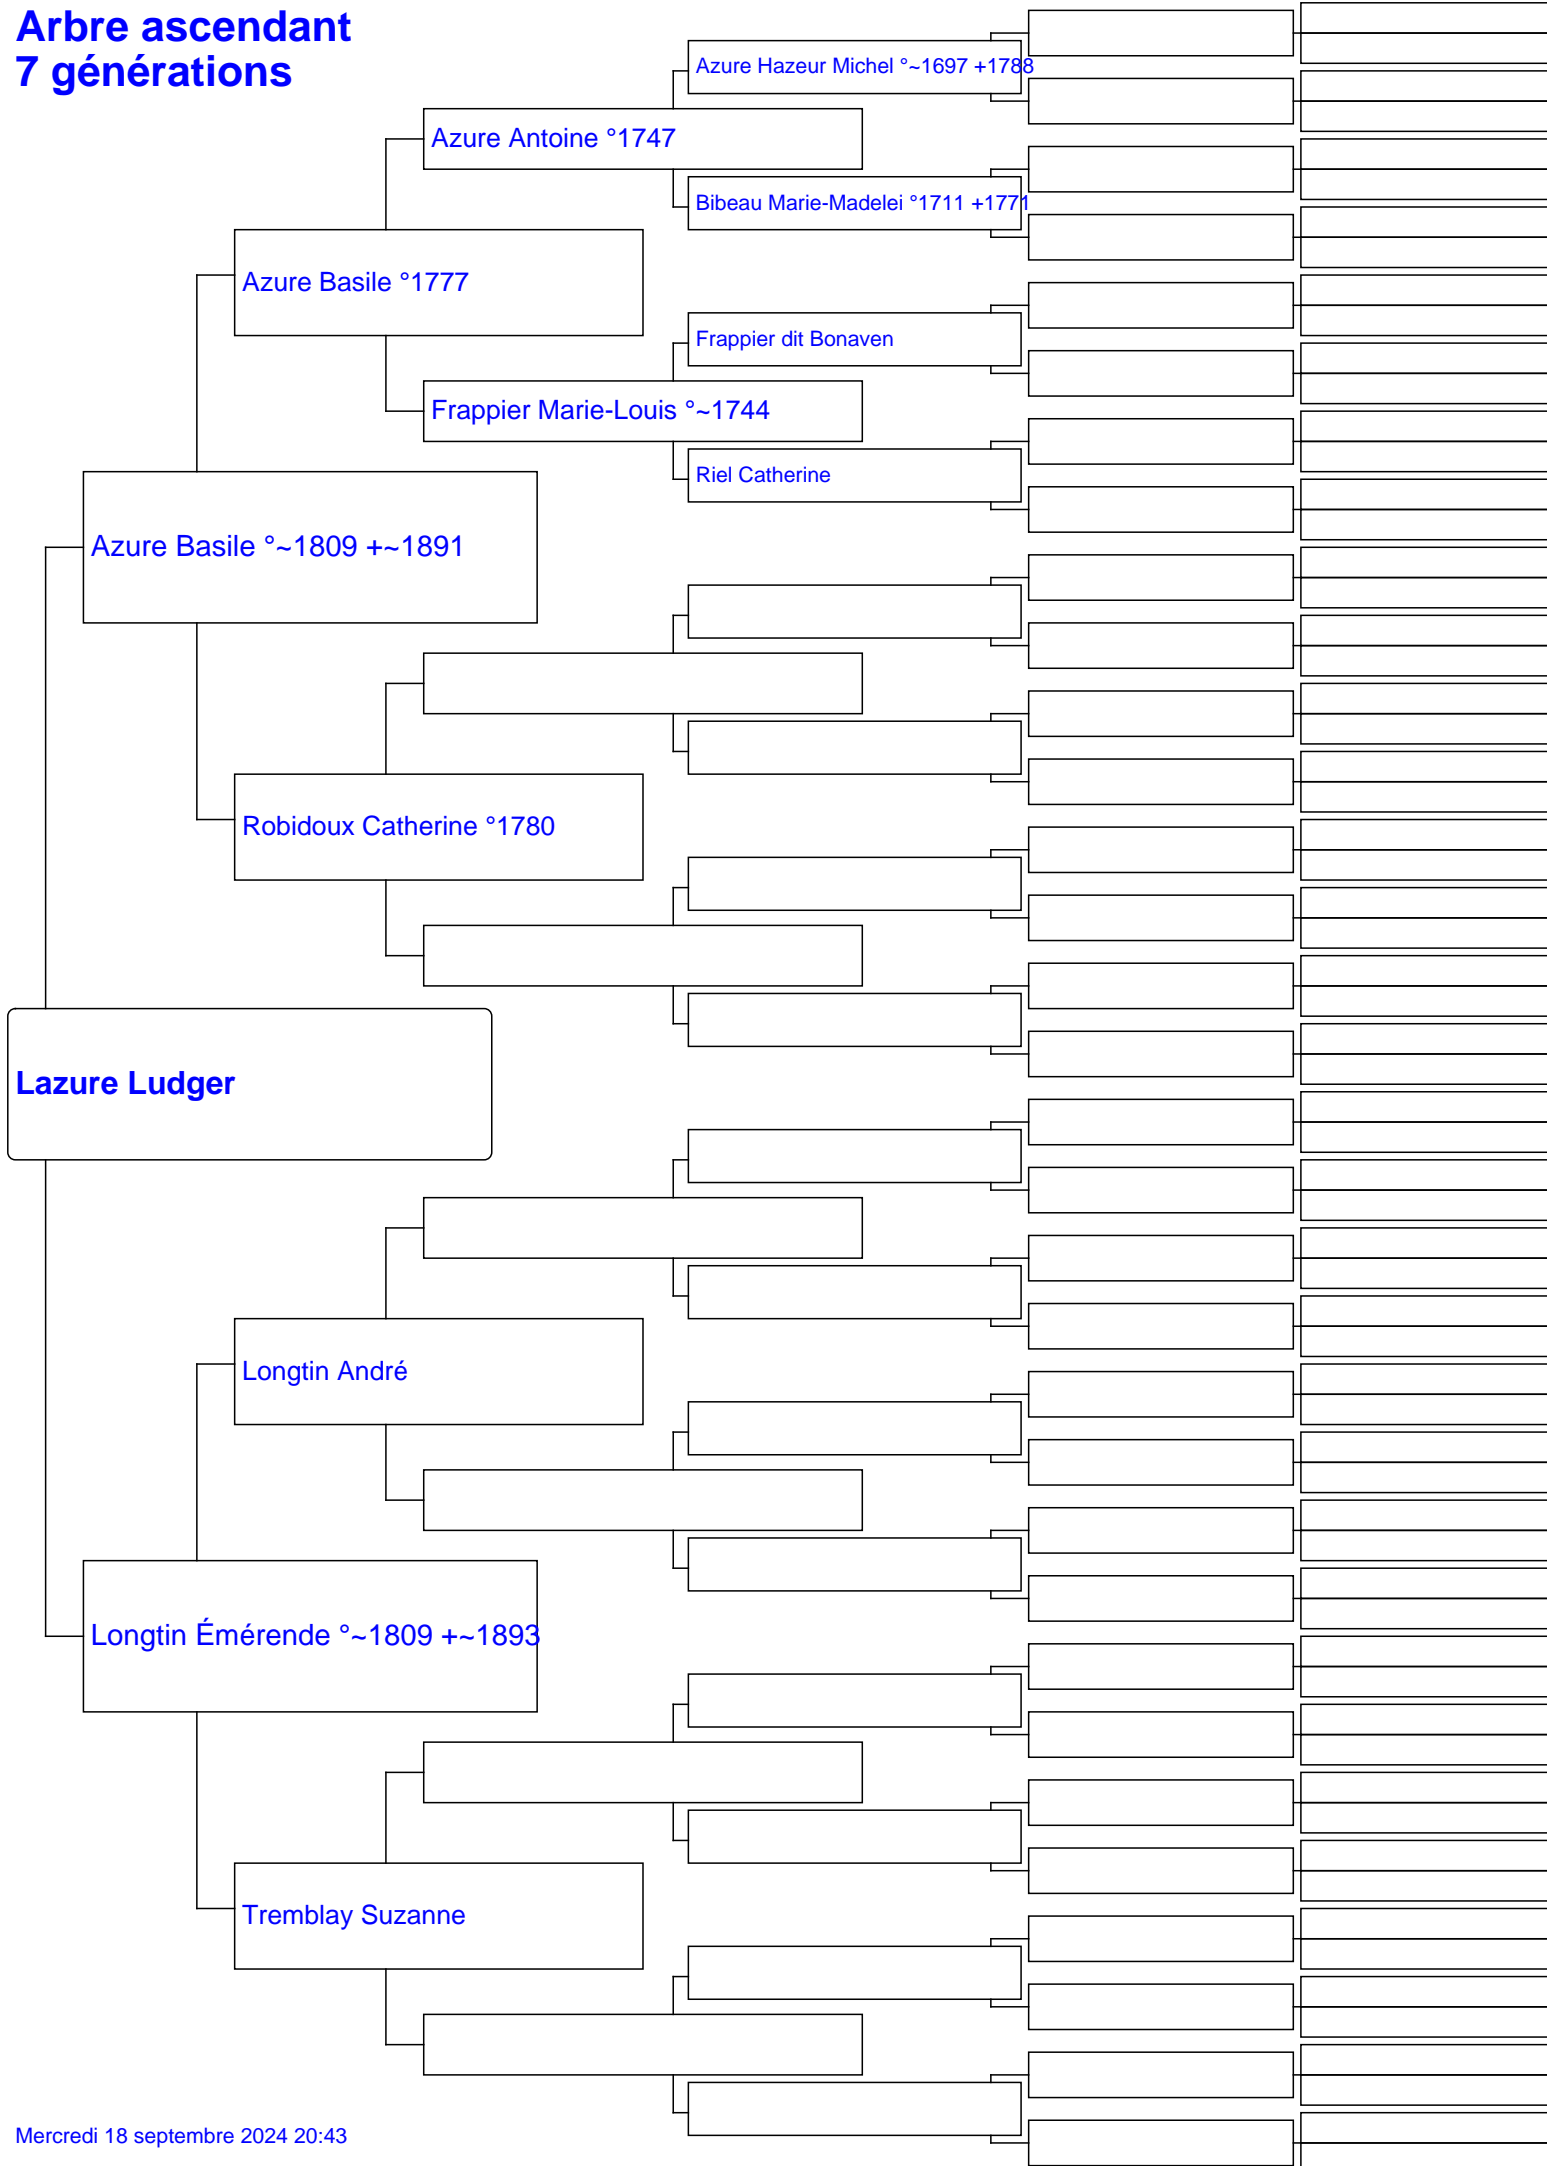 Arbre ascendant
7 générations
Azure Hazeur Michel °~1697 +1788
Azure Antoine °1747
Bibeau Marie-Madelei °1711 +1771
Azure Basile °1777
Frappier dit Bonaven
Frappier Marie-Louis °~1744
Riel Catherine
Azure Basile °~1809 +~1891
Robidoux Catherine °1780
Lazure Ludger
Longtin André
Longtin Émérende °~1809 +~1893
Tremblay Suzanne
Mercredi 18 septembre 2024 20:43